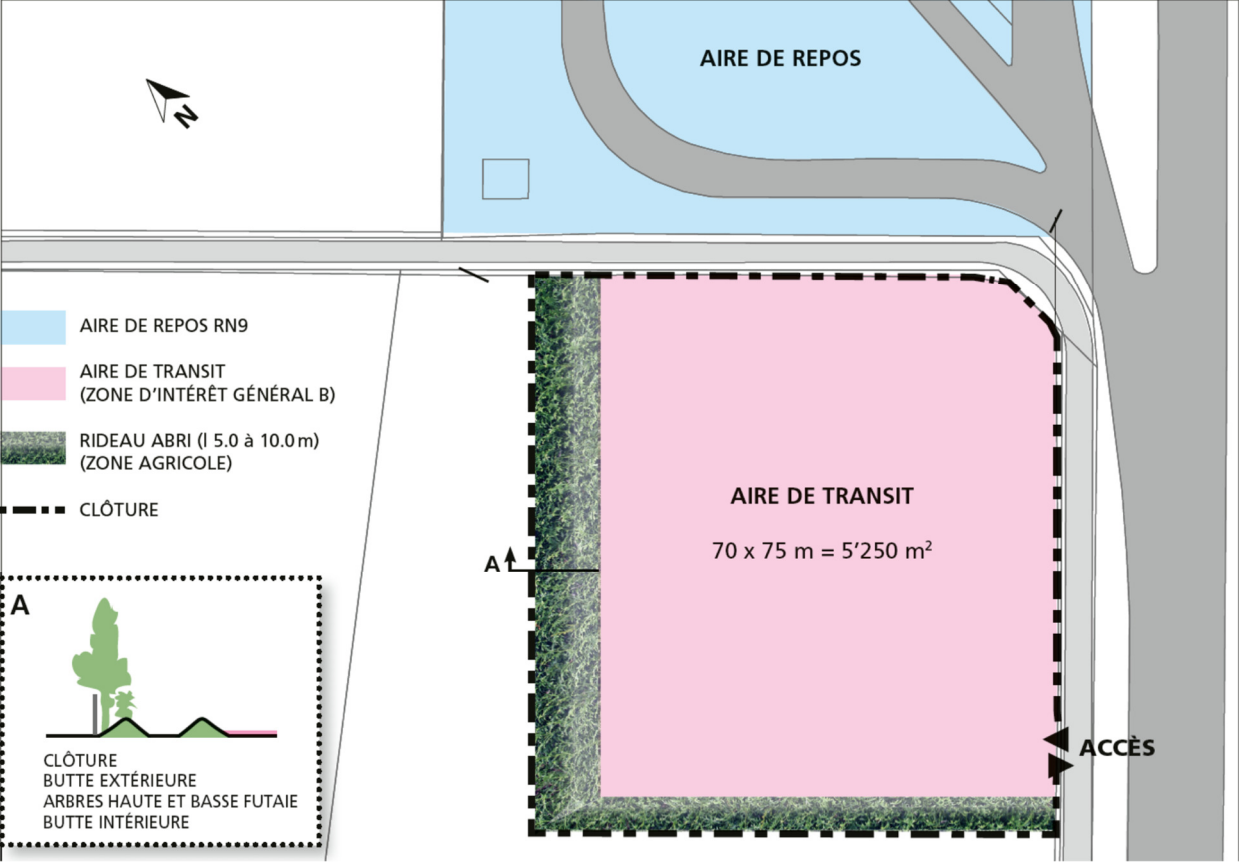 AIRE DE REPOS
N
AIRE DE REPOS RN9
AIRE DE TRANSIT
(ZONE D'INTÉRÊT GÉNÉRAL B)
RIDEAU ABRI (l 5.0 à 10.0 m)
(ZONE AGRICOLE)
CLÔTURE
AIRE DE TRANSIT
70 x 75 m = 5'250 m²
A
ACCÈS
A
CLÔTURE
BUTTE EXTÉRIEURE
ARBRES HAUTE ET BASSE FUTAIE
BUTTE INTÉRIEURE